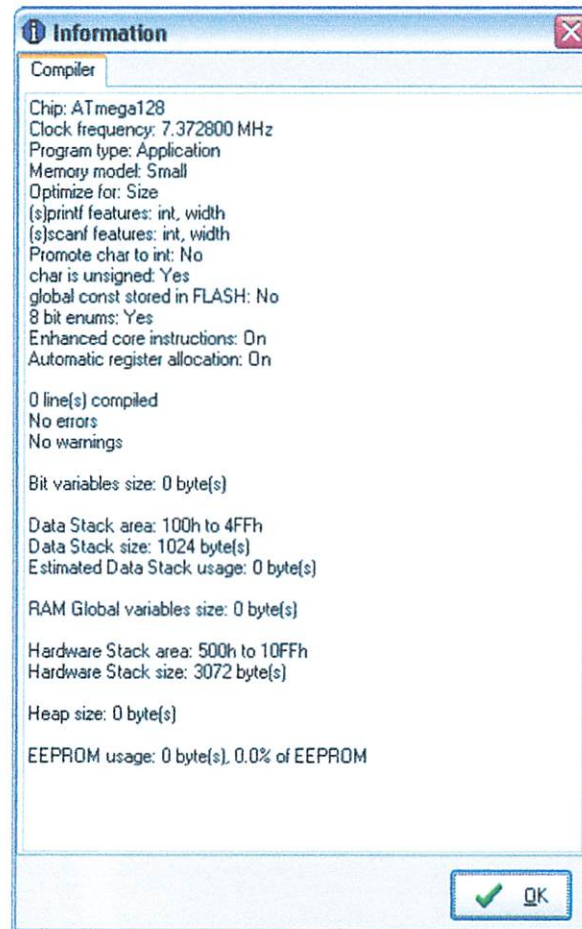 Information
Compiler
Chip: ATmega128
Clock frequency: 7.372800 MHz
Program type: Application
Memory model: Small
Optimize for: Size
(s)printf features: int, width
(s)scanf features: int, width
Promote char to int: No
char is unsigned: Yes
global const stored in FLASH: No
8 bit enums: Yes
Enhanced core instructions: On
Automatic register allocation: On
0 line(s) compiled
No errors
No warnings
Bit variables size: 0 byte(s)
Data Stack area: 100h to 4FFh
Data Stack size: 1024 byte(s)
Estimated Data Stack usage: 0 byte(s)
RAM Global variables size: 0 byte(s)
Hardware Stack area: 500h to 10FFh
Hardware Stack size: 3072 byte(s)
Heap size: 0 byte(s)
EEPROM usage: 0 byte(s), 0.0% of EEPROM
OK